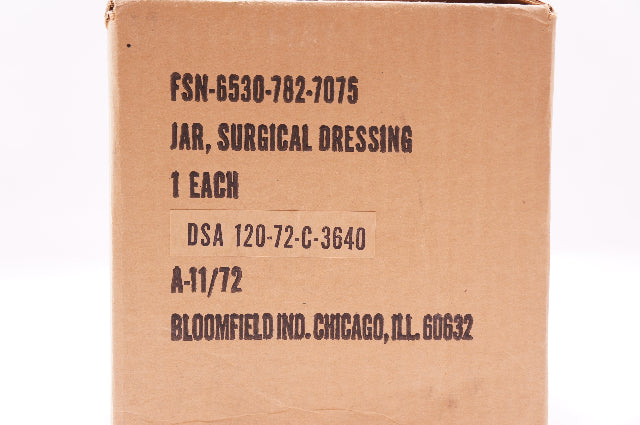 FSN-6530-782-7075
JAR, SURGICAL DRESSING
1 EACH
DSA 120-72-C-3640
A-11/72
BLOOMFIELD IND. CHICAGO, ILL. 60632